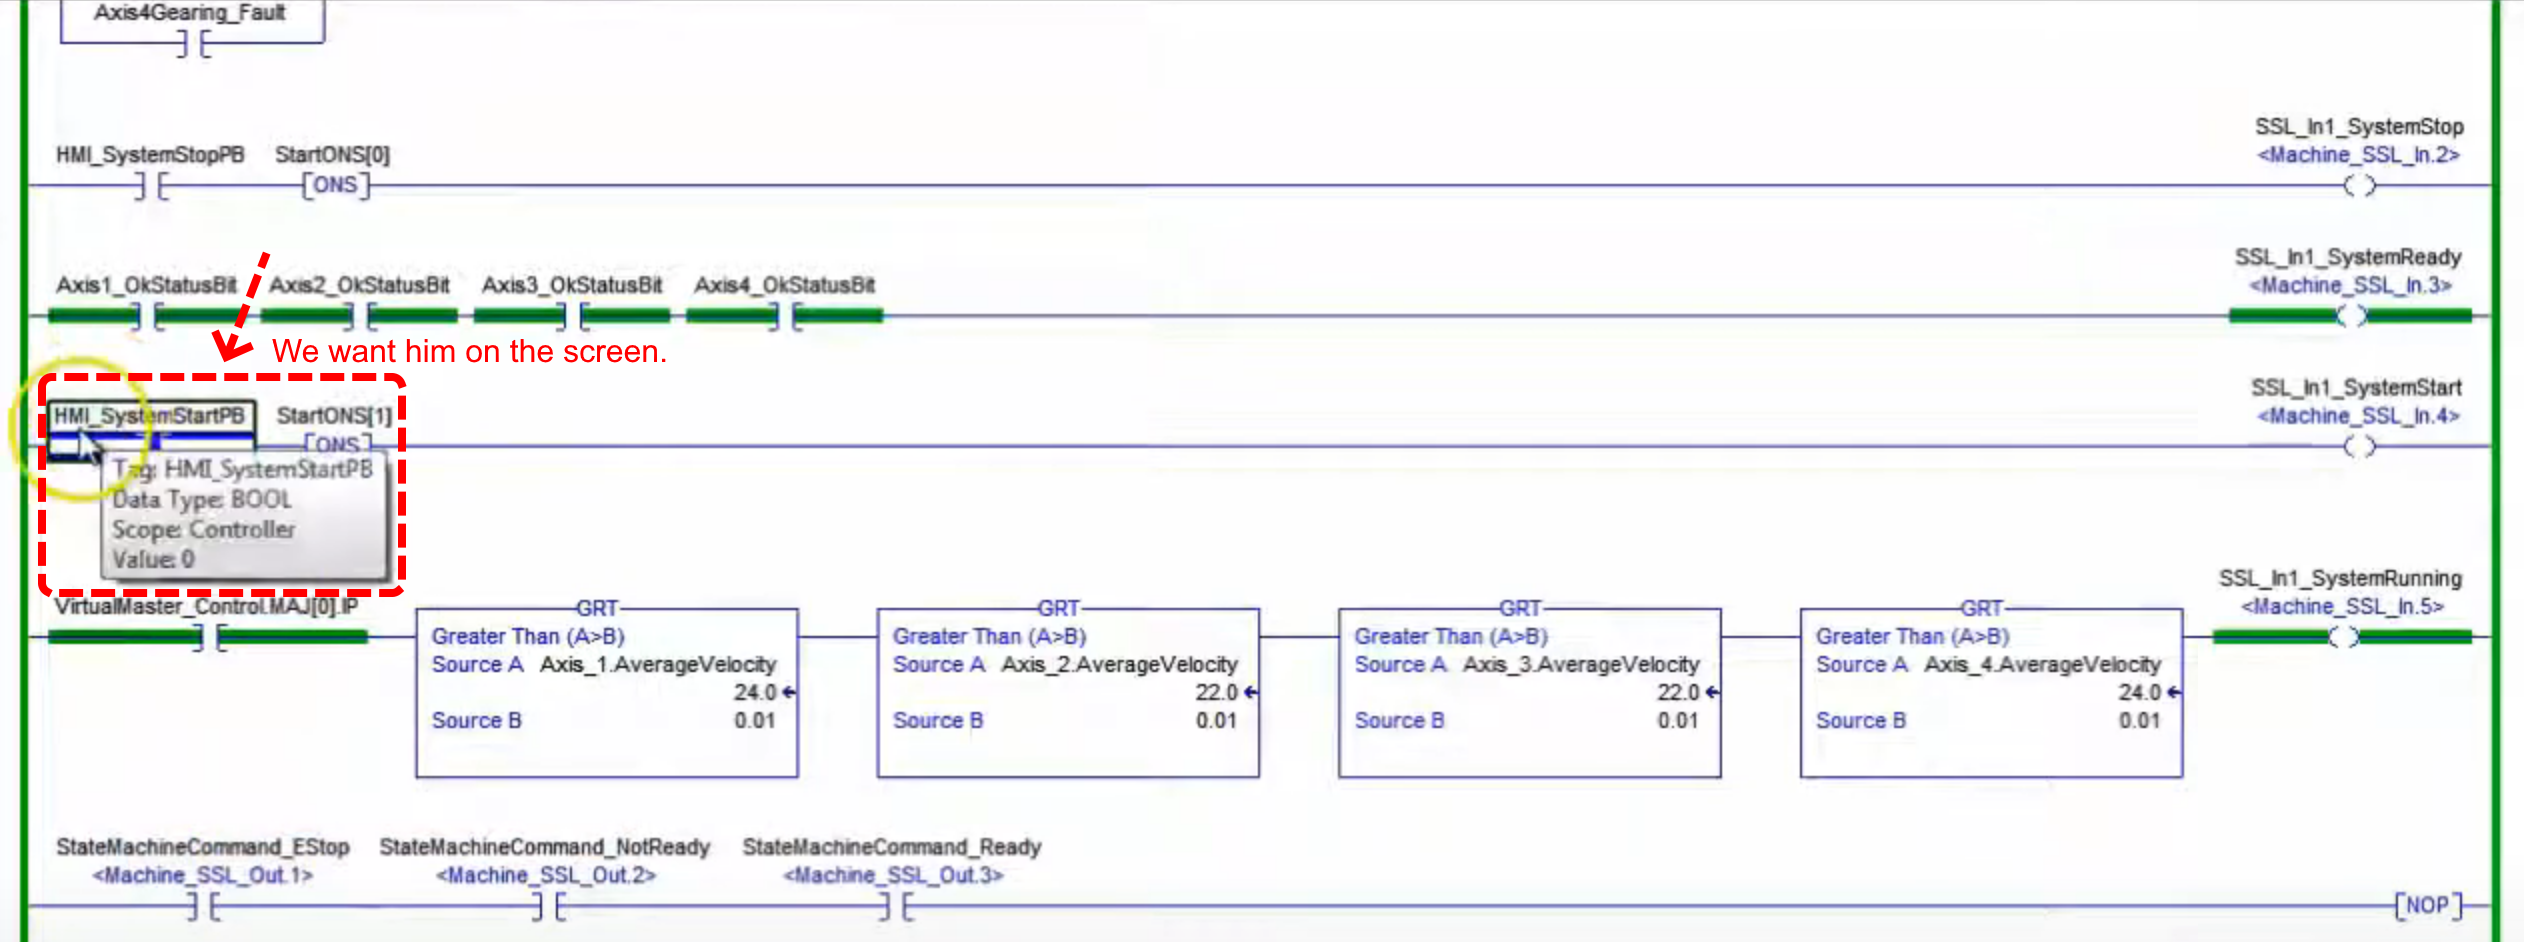 Axis4Gearing_Fault
SSL_In1_SystemStop
HMI_SystemStopPB StartONS[0] <Machine_SSL_In.2>
ONS
SSL_In1_SystemReady
Axis1_OkStatusBit Axis2_OkStatusBit Axis3_OkStatusBit Axis4_OkStatusBit <Machine_SSL_In.3>
We want him on the screen.
SSL_In1_SystemStart
HMI_SystemStartPB StartONS[1] <Machine_SSL_In.4>
ONS
Tag: HMI_SystemStartPB
Data Type: BOOL
Scope: Controller
Value: 0
SSL_In1_SystemRunning
VirtualMaster_Control.MAJ[0].IP GRT GRT GRT GRT <Machine_SSL_In.5>
Greater Than (A>B) Greater Than (A>B) Greater Than (A>B) Greater Than (A>B)
Source A Axis_1.AverageVelocity Source A Axis_2.AverageVelocity Source A Axis_3.AverageVelocity Source A Axis_4.AverageVelocity
24.0 22.0 22.0 24.0
Source B 0.01 Source B 0.01 Source B 0.01 Source B 0.01
StateMachineCommand_EStop StateMachineCommand_NotReady StateMachineCommand_Ready
<Machine_SSL_Out.1> <Machine_SSL_Out.2> <Machine_SSL_Out.3>
NOP